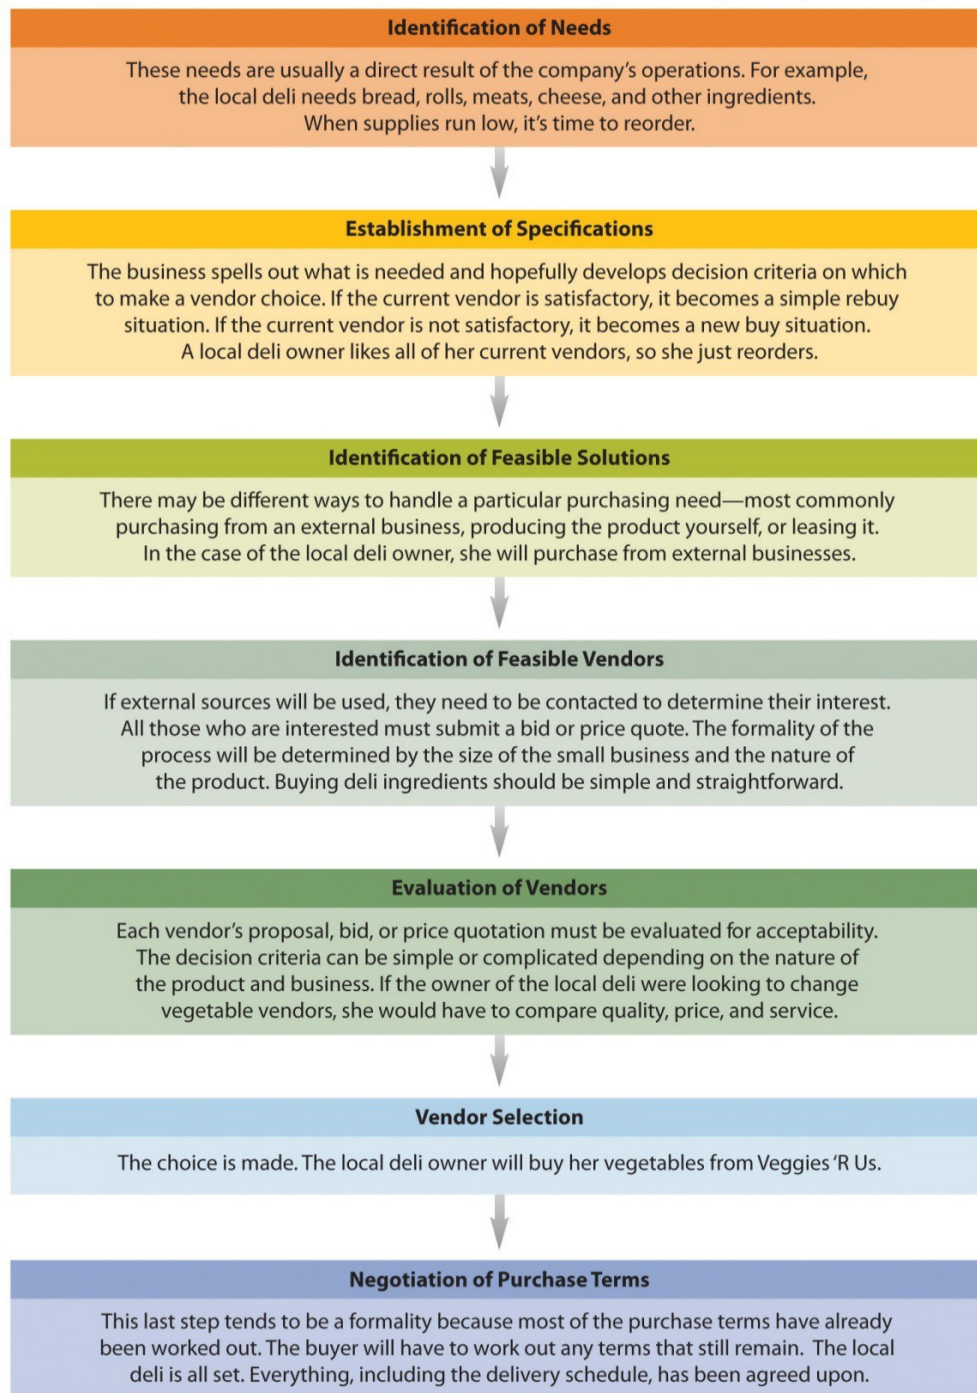 Identification of Needs
These needs are usually a direct result of the company’s operations. For example,
the local deli needs bread, rolls, meats, cheese, and other ingredients.
When supplies run low, it’s time to reorder.
Establishment of Specifications
The business spells out what is needed and hopefully develops decision criteria on which
to make a vendor choice. If the current vendor is satisfactory, it becomes a simple rebuy
situation. If the current vendor is not satisfactory, it becomes a new buy situation.
A local deli owner likes all of her current vendors, so she just reorders.
Identification of Feasible Solutions
There may be different ways to handle a particular purchasing need—most commonly
purchasing from an external business, producing the product yourself, or leasing it.
In the case of the local deli owner, she will purchase from external businesses.
Identification of Feasible Vendors
If external sources will be used, they need to be contacted to determine their interest.
All those who are interested must submit a bid or price quote. The formality of the
process will be determined by the size of the small business and the nature of
the product. Buying deli ingredients should be simple and straightforward.
Evaluation of Vendors
Each vendor’s proposal, bid, or price quotation must be evaluated for acceptability.
The decision criteria can be simple or complicated depending on the nature of
the product and business. If the owner of the local deli were looking to change
vegetable vendors, she would have to compare quality, price, and service.
Vendor Selection
The choice is made. The local deli owner will buy her vegetables from Veggies ‘R Us.
Negotiation of Purchase Terms
This last step tends to be a formality because most of the purchase terms have already
been worked out. The buyer will have to work out any terms that still remain. The local
deli is all set. Everything, including the delivery schedule, has been agreed upon.